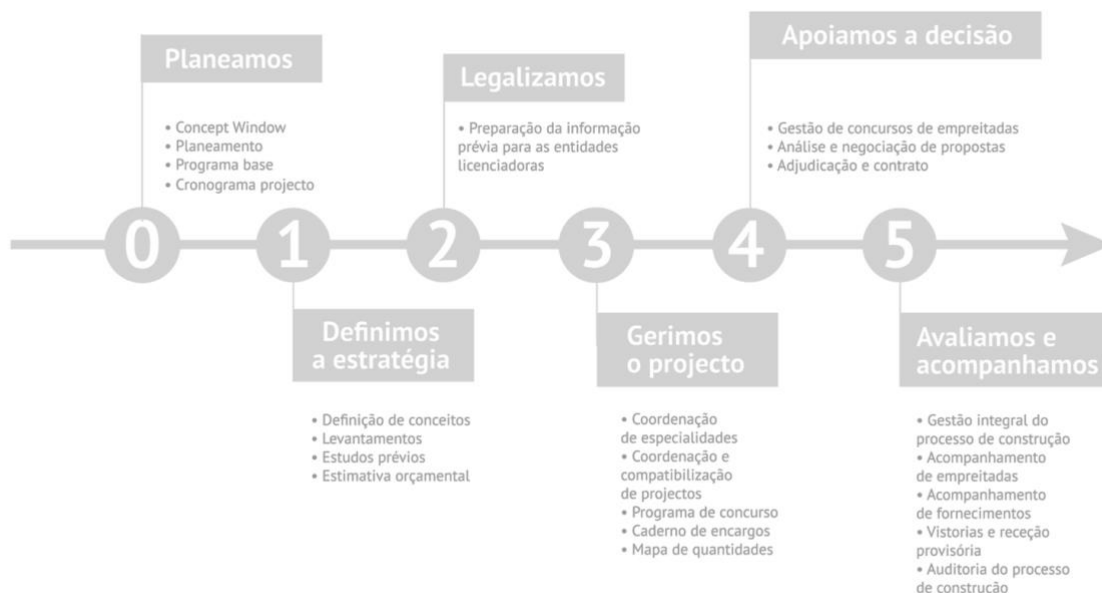 Planeamos
• Concept Window
• Planeamento
• Programa base
• Cronograma projecto
Legalizamos
• Preparação da informação
prévia para as entidades
licenciadoras
Apoiamos a decisão
• Gestão de concursos de empreitadas
• Análise e negociação de propostas
• Adjudicação e contrato
0 1 2 3 4 5
Definimos
a estratégia
• Definição de conceitos
• Levantamentos
• Estudos prévios
• Estimativa orçamental
Gerimos
o projecto
• Coordenação
de especialidades
• Coordenação e
compatibilização
de projectos
• Programa de concurso
• Caderno de encargos
• Mapa de quantidades
Avaliamos e
acompanhamos
• Gestão integral do
processo de construção
• Acompanhamento
de empreitadas
• Acompanhamento
de fornecimentos
• Vistorias e receção
provisória
• Auditoria do processo
de construção